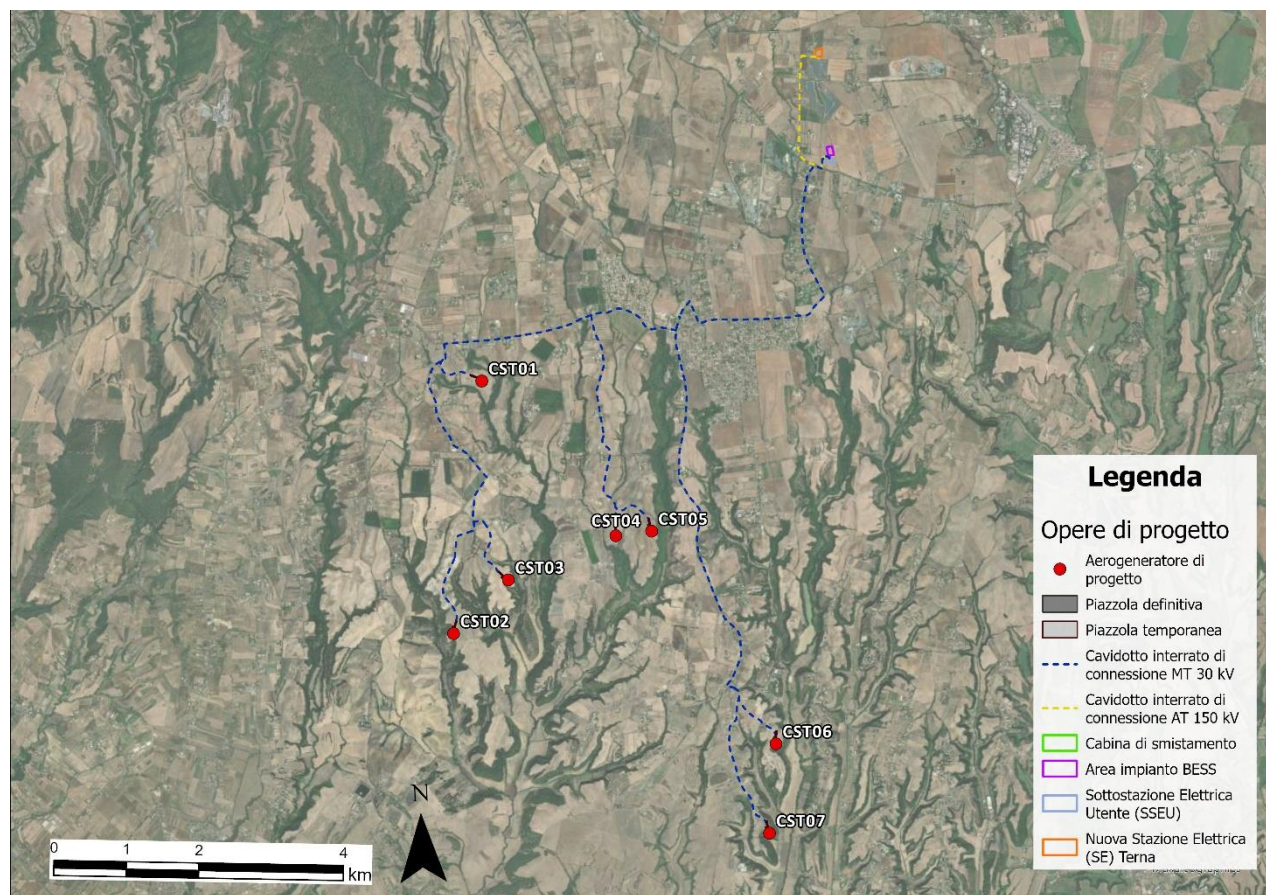 CST01
CST04
CST05
CST03
CST02
CST06
CST07
N
0 1 2 4
km
Legenda
Opere di progetto
Aerogeneratore di
progetto
Piazzola definitiva
Piazzola temporanea
Cavidotto interrato di
connessione MT 30 kV
Cavidotto interrato di
connessione AT 150 kV
Cabina di smistamento
Area impianto BESS
Sottostazione Elettrica
Utente (SSEU)
Nuova Stazione Elettrica
(SE) Terna